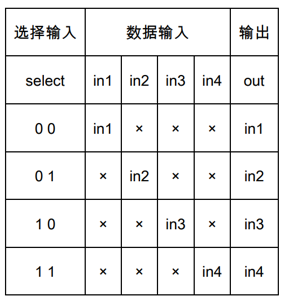 选择输入 数据输入 输出
select in1 in2 in3 in4 out
0 0 in1 × × × in1
0 1 × in2 × × in2
1 0 × × in3 × in3
1 1 × × × in4 in4